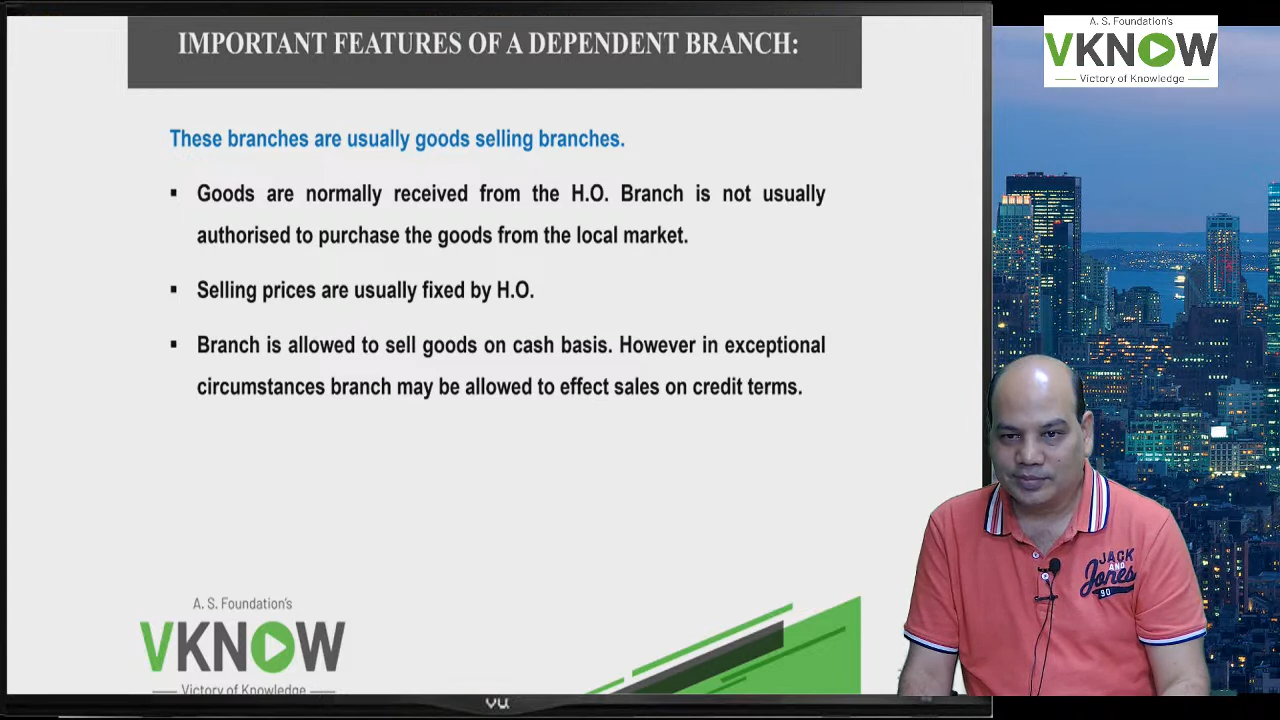 IMPORTANT FEATURES OF A DEPENDENT BRANCH:
A. S. Foundation's
VKNOW
Victory of Knowledge
These branches are usually goods selling branches.
▪ Goods are normally received from the H.O. Branch is not usually
authorised to purchase the goods from the local market.
▪ Selling prices are usually fixed by H.O.
▪ Branch is allowed to sell goods on cash basis. However in exceptional
circumstances branch may be allowed to effect sales on credit terms.
JACK
AND
Jones
90
A. S. Foundation's
VKNOW
Victory of Knowledge
vu